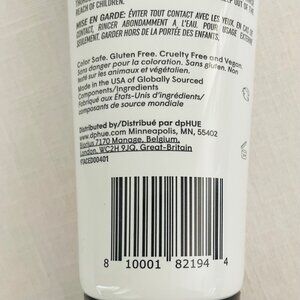 REACH OF CHILDREN.
MISE EN GARDE: ÉVITER TOUT CONTACT AVEC LES YEUX. EN CAS DE
CONTACT, RINCER ABONDAMMENT À L'EAU. POUR USAGE EXTERNE
SEULEMENT. GARDER HORS DE LA PORTÉE DES ENFANTS.
Color Safe. Gluten Free. Cruelty Free and Vegan.
Sans danger pour la coloration. Sans gluten. Non
testé sur les animaux et végétalien.
Made in the USA of Globally Sourced
Components/Ingredients
Fabriqué aux États-Unis d'ingrédients/
composants de source mondiale
Distributed by/Distribué par dpHUE
dpHUE.com Minneapolis, MN, 55402
7170 Manage, Belgium.
London, WC2H 9JQ, Great-Britain
8 10001 82194 4